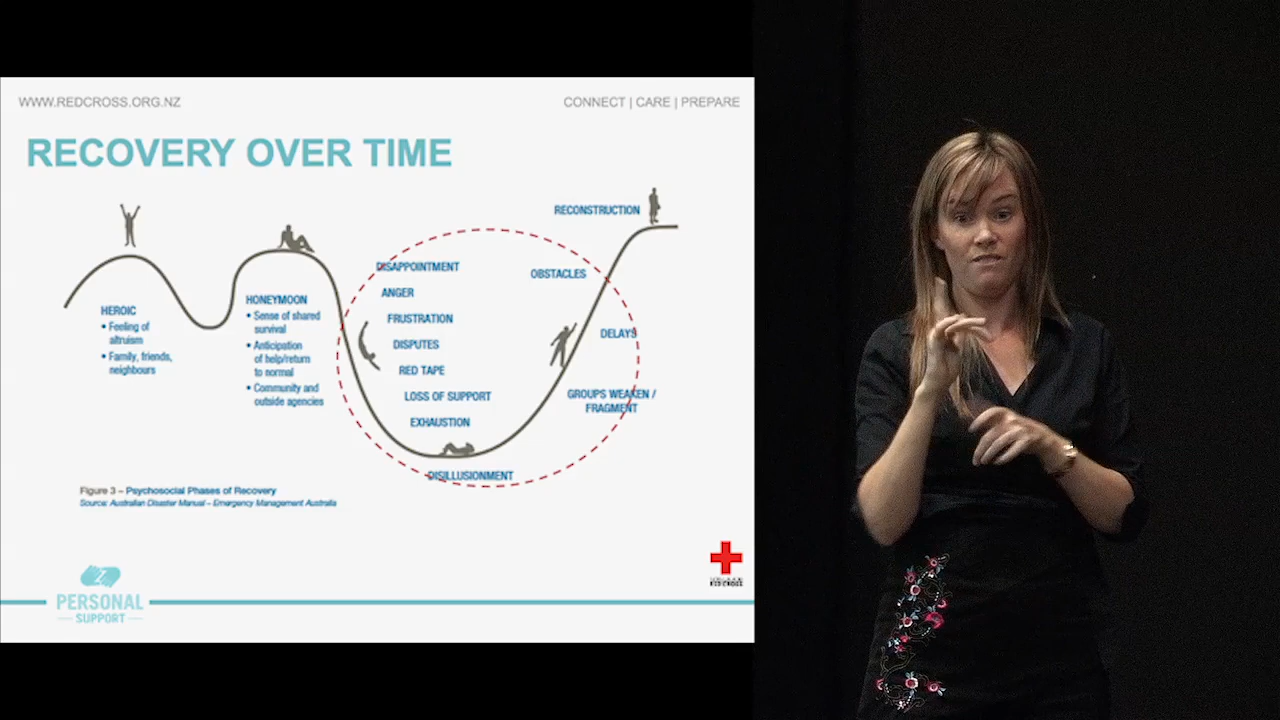 WWW.REDCROSS.ORG.NZ
CONNECT | CARE | PREPARE
RECOVERY OVER TIME
RECONSTRUCTION
DISAPPOINTMENT
OBSTACLES
ANGER
HEROIC
• Feeling of
altruism
• Family, friends,
neighbours
HONEYMOON
• Sense of shared
survival
• Anticipation
of help/return
to normal
• Community and
outside agencies
FRUSTRATION
DISPUTES
RED TAPE
LOSS OF SUPPORT
EXHAUSTION
DISILLUSIONMENT
DELAYS
GROUPS WEAKEN /
FRAGMENT
Figure 3 – Psychosocial Phases of Recovery
Source: Australian Disaster Manual – Emergency Management Australia
PERSONAL
SUPPORT
RED CROSS